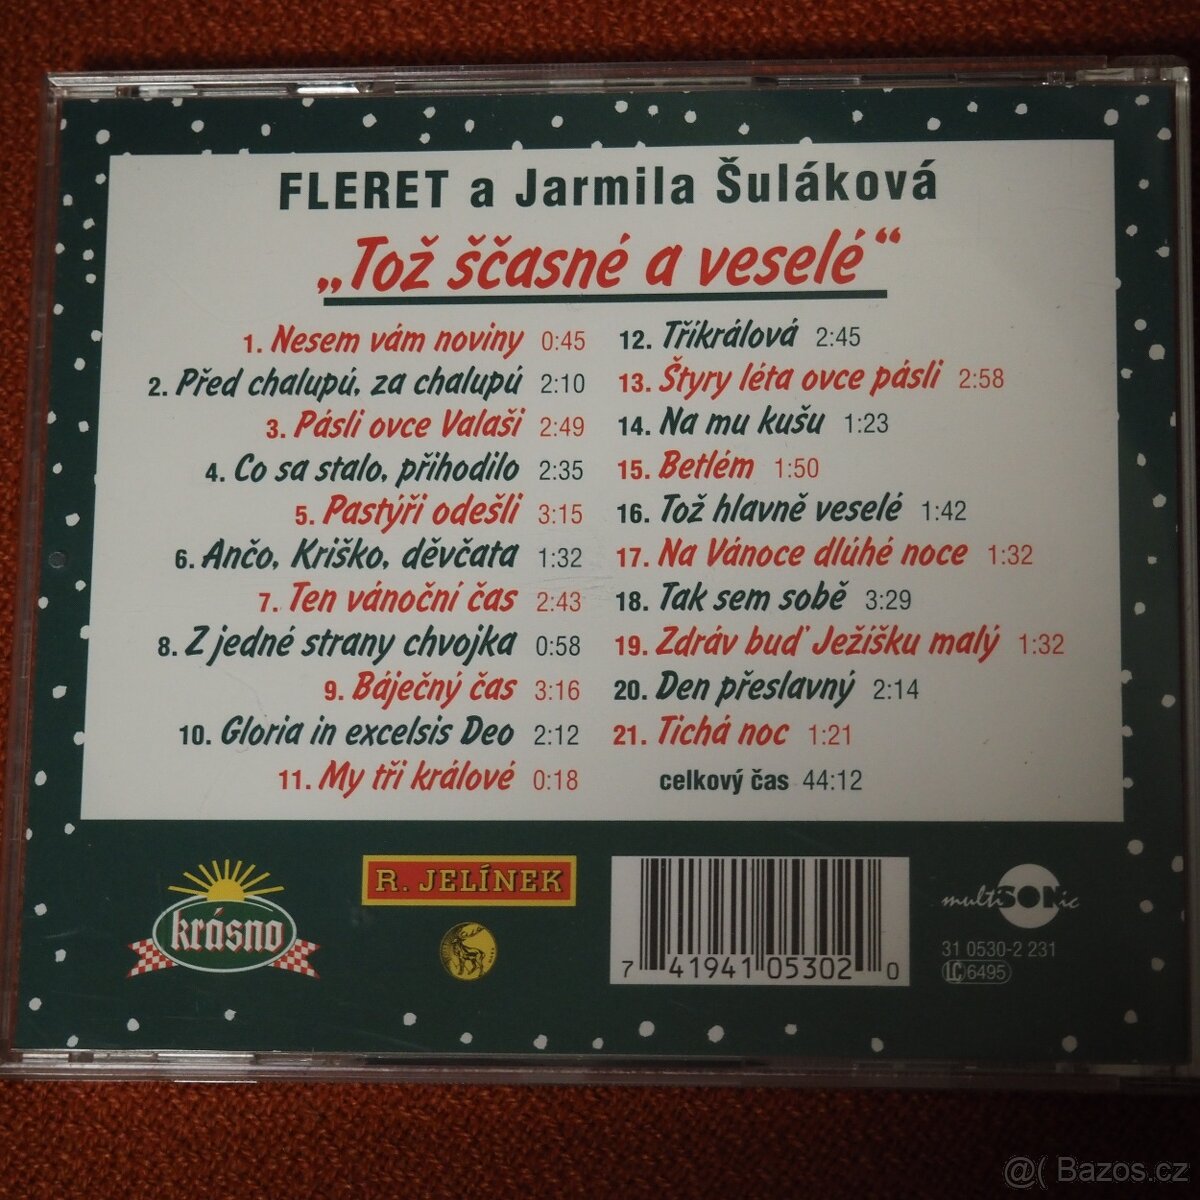 FLERET a Jarmila Šuláková
„Tož ščasné a veselé“
1. Nesem vám noviny 0:45
2. Před chalupú, za chalupú 2:10
3. Pásli ovce Valaši 2:49
4. Co sa stalo, přihodilo 2:35
5. Pastýři odešli 3:15
6. Ančo, Kriško, děvčata 1:32
7. Ten vánoční čas 2:43
8. Z jedné strany chvojka 0:58
9. Báječný čas 3:16
10. Gloria in excelsis Deo 2:12
11. My tři králové 0:18
12. Tříkrálová 2:45
13. Štyry léta ovce pásli 2:58
14. Na mu kušu 1:23
15. Betlém 1:50
16. Tož hlavně veselé 1:42
17. Na Vánoce dlúhé noce 1:32
18. Tak sem sobě 3:29
19. Zdráv buď Ježíšku malý 1:32
20. Den přeslavný 2:14
21. Tichá noc 1:21
celkový čas 44:12
krásno
R. JELÍNEK
7 41941 05302 0
multiSONic
31 0530-2 231
LC 6495
@( Bazos.cz